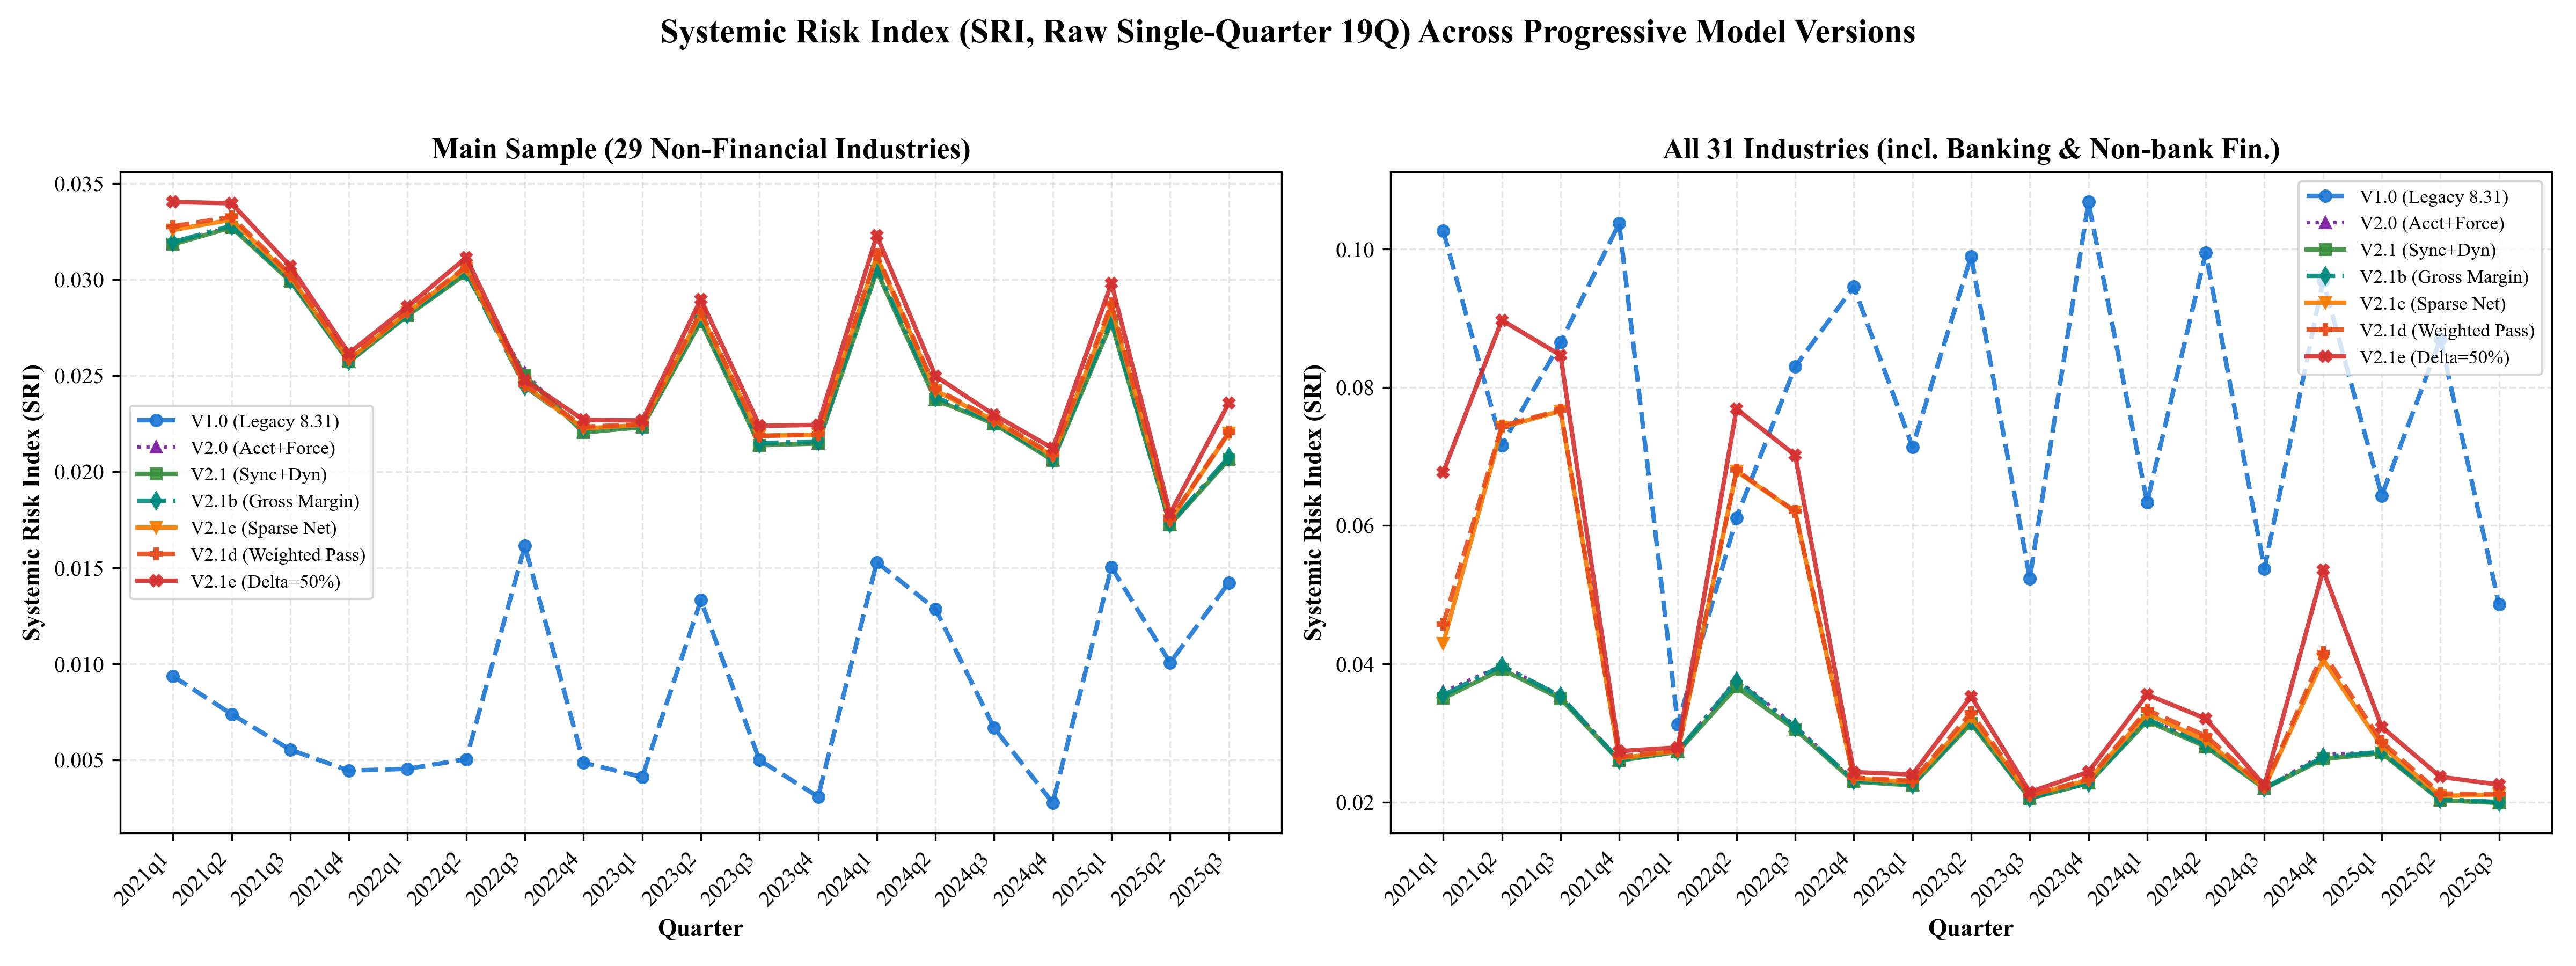 Systemic Risk Index (SRI, Raw Single-Quarter 19Q) Across Progressive Model Versions
Main Sample (29 Non-Financial Industries)
Systemic Risk Index (SRI)
0.035
0.030
0.025
0.020
0.015
0.010
0.005
V1.0 (Legacy 8.31)
V2.0 (Acct+Force)
V2.1 (Sync+Dyn)
V2.1b (Gross Margin)
V2.1c (Sparse Net)
V2.1d (Weighted Pass)
V2.1e (Delta=50%)
2021q1
2021q2
2021q3
2021q4
2022q1
2022q2
2022q3
2022q4
2023q1
2023q2
2023q3
2023q4
2024q1
2024q2
2024q3
2024q4
2025q1
2025q2
2025q3
Quarter
All 31 Industries (incl. Banking & Non-bank Fin.)
Systemic Risk Index (SRI)
0.10
0.08
0.06
0.04
0.02
V1.0 (Legacy 8.31)
V2.0 (Acct+Force)
V2.1 (Sync+Dyn)
V2.1b (Gross Margin)
V2.1c (Sparse Net)
V2.1d (Weighted Pass)
V2.1e (Delta=50%)
2021q1
2021q2
2021q3
2021q4
2022q1
2022q2
2022q3
2022q4
2023q1
2023q2
2023q3
2023q4
2024q1
2024q2
2024q3
2024q4
2025q1
2025q2
2025q3
Quarter